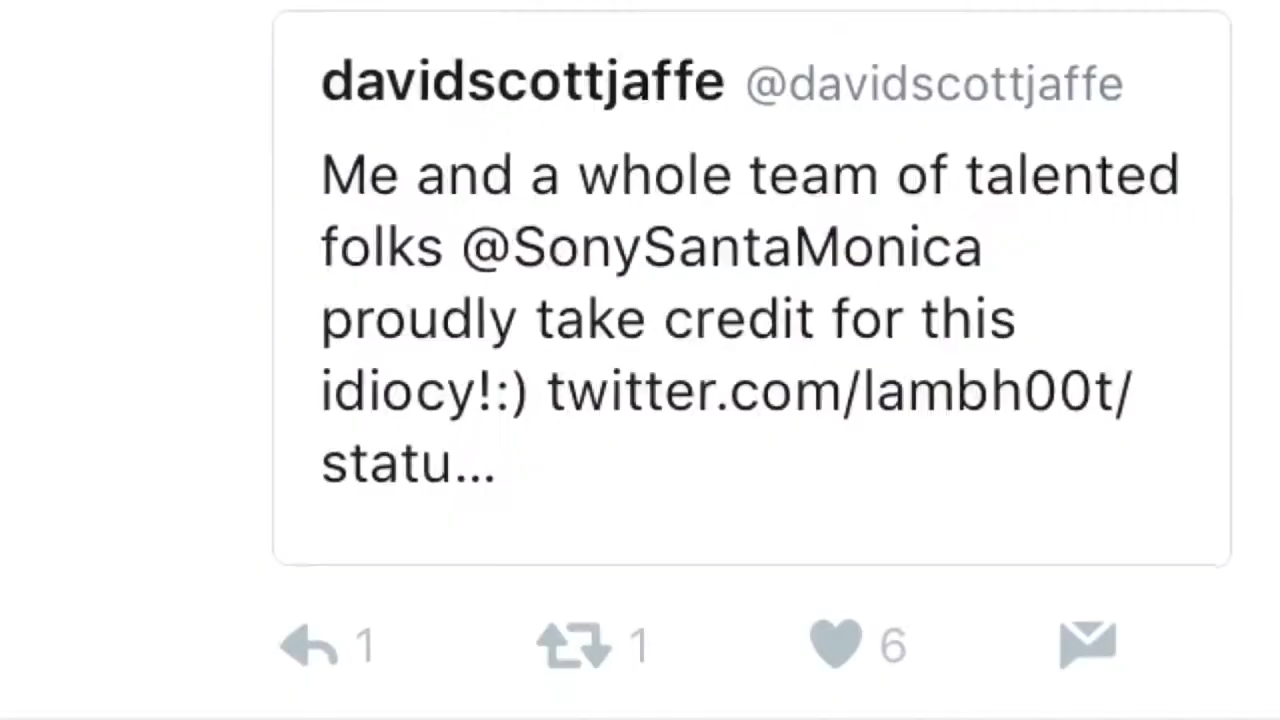 davidscottjaffe @davidscottjaffe
Me and a whole team of talented
folks @SonySantaMonica
proudly take credit for this
idiocy!:) twitter.com/lambh00t/
statu...
1 1 6